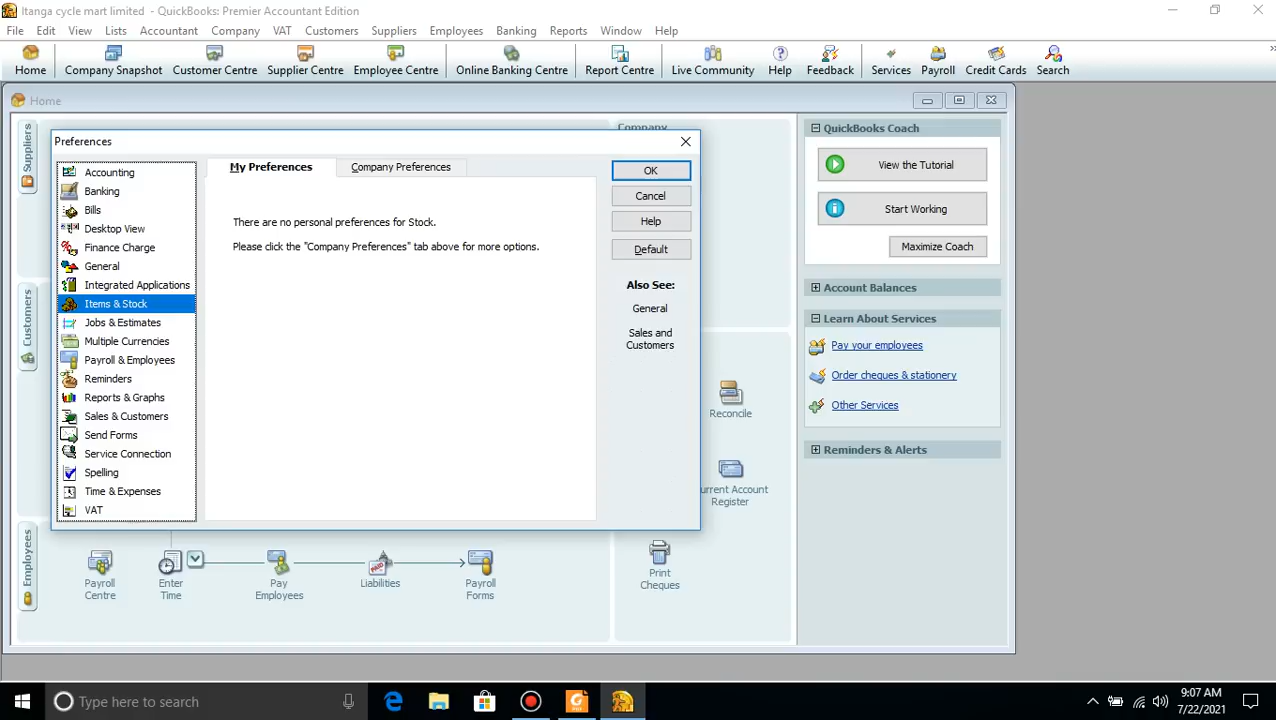 Itanga cycle mart limited - QuickBooks: Premier Accountant Edition
File Edit View Lists Accountant Company VAT Customers Suppliers Employees Banking Reports Window Help
Home Company Snapshot Customer Centre Supplier Centre Employee Centre Online Banking Centre Report Centre Live Community Help Feedback Services Payroll Credit Cards Search
Home
Suppliers
Customers
Employees
Company
Preferences
Accounting
Banking
Bills
Desktop View
Finance Charge
General
Integrated Applications
Items & Stock
Jobs & Estimates
Multiple Currencies
Payroll & Employees
Reminders
Reports & Graphs
Sales & Customers
Send Forms
Service Connection
Spelling
Time & Expenses
VAT
My Preferences
Company Preferences
There are no personal preferences for Stock.
Please click the "Company Preferences" tab above for more options.
OK
Cancel
Help
Default
Also See:
General
Sales and
Customers
Reconcile
urrent Account
Register
Print
Cheques
Payroll
Centre
Enter
Time
Pay
Employees
Liabilities
Payroll
Forms
QuickBooks Coach
View the Tutorial
Start Working
Maximize Coach
Account Balances
Learn About Services
Pay your employees
Order cheques & stationery
Other Services
Reminders & Alerts
Type here to search
9:07 AM
7/22/2021